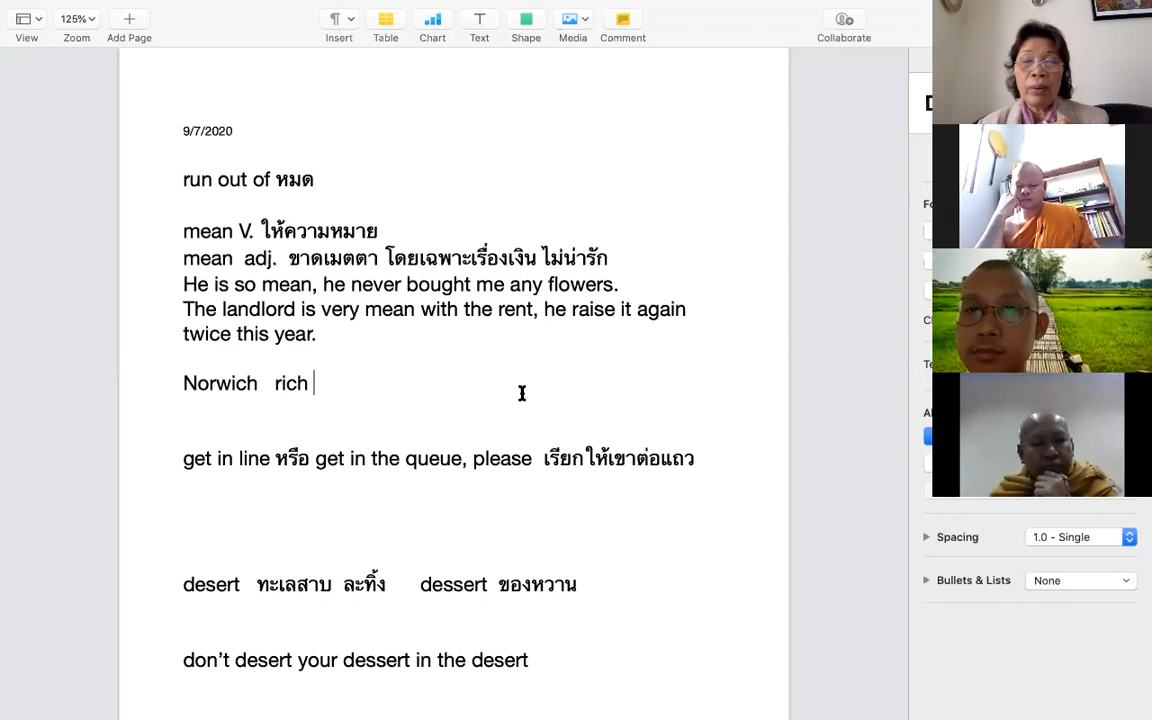 View
125%
Zoom
Add Page
Insert
Table
Chart
Text
Shape
Media
Comment
Collaborate
9/7/2020
run out of หมด
mean V. ให้ความหมาย
mean adj. ขาดเมตตา โดยเฉพาะเรื่องเงิน ไม่น่ารัก
He is so mean, he never bought me any flowers.
The landlord is very mean with the rent, he raise it again
twice this year.
Norwich rich
get in line หรือ get in the queue, please เรียกให้เขาต่อแถว
desert ทะเลสาบ ละทิ้ง dessert ของหวาน
don't desert your dessert in the desert
Spacing
1.0 - Single
Bullets & Lists
None